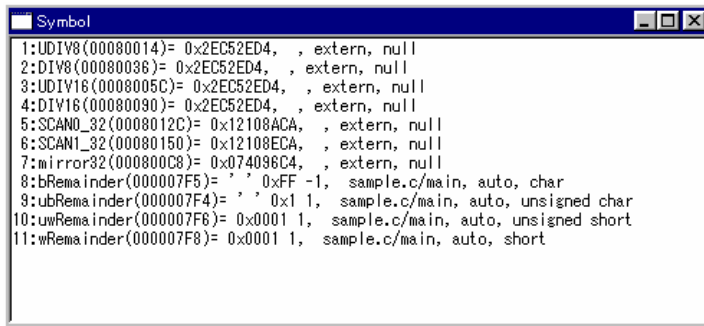 Symbol
1:UDIV8(00080014)= 0x2EC52ED4,  , extern, null
2:DIV8(00080036)= 0x2EC52ED4,  , extern, null
3:UDIV16(0008005C)= 0x2EC52ED4,  , extern, null
4:DIV16(00080090)= 0x2EC52ED4,  , extern, null
5:SCAN0_32(0008012C)= 0x12108ACA,  , extern, null
6:SCAN1_32(00080150)= 0x12108ECA,  , extern, null
7:mirror32(000800C8)= 0x074096C4,  , extern, null
8:bRemainder(000007F5)= ' ' 0xFF -1,  sample.c/main, auto, char
9:ubRemainder(000007F4)= ' ' 0x1 1,  sample.c/main, auto, unsigned char
10:uwRemainder(000007F6)= 0x0001 1,  sample.c/main, auto, unsigned short
11:wRemainder(000007F8)= 0x0001 1,  sample.c/main, auto, short